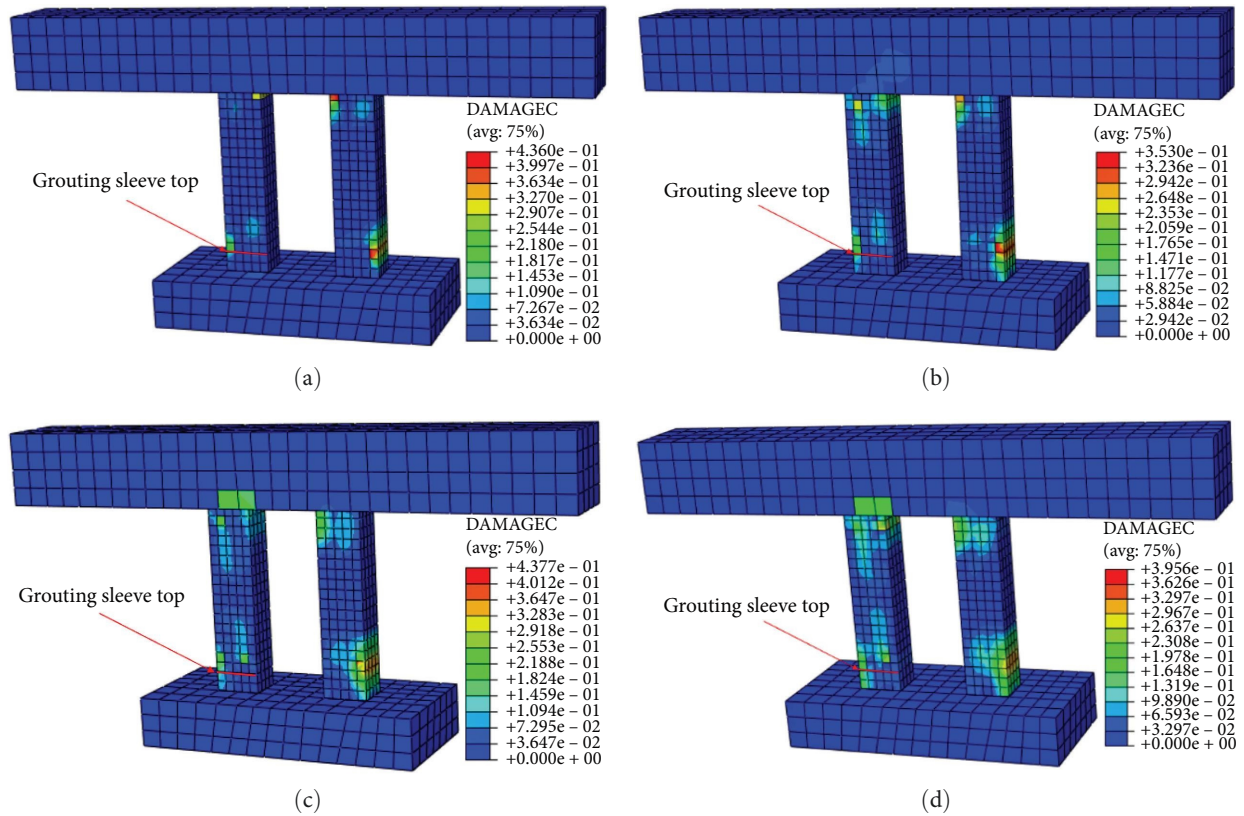 DAMAGEC
(avg: 75%)
+4.360e − 01
+3.997e − 01
+3.634e − 01
+3.270e − 01
+2.907e − 01
+2.544e − 01
+2.180e − 01
+1.817e − 01
+1.453e − 01
+1.090e − 01
+7.267e − 02
+3.634e − 02
+0.000e + 00
Grouting sleeve top
(a)
DAMAGEC
(avg: 75%)
+3.530e − 01
+3.236e − 01
+2.942e − 01
+2.648e − 01
+2.353e − 01
+2.059e − 01
+1.765e − 01
+1.471e − 01
+1.177e − 01
+8.825e − 02
+5.884e − 02
+2.942e − 02
+0.000e + 00
Grouting sleeve top
(b)
DAMAGEC
(avg: 75%)
+4.377e − 01
+4.012e − 01
+3.647e − 01
+3.283e − 01
+2.918e − 01
+2.553e − 01
+2.188e − 01
+1.824e − 01
+1.459e − 01
+1.094e − 01
+7.295e − 02
+3.647e − 02
+0.000e + 00
Grouting sleeve top
(c)
DAMAGEC
(avg: 75%)
+3.956e − 01
+3.626e − 01
+3.297e − 01
+2.967e − 01
+2.637e − 01
+2.308e − 01
+1.978e − 01
+1.648e − 01
+1.319e − 01
+9.890e − 02
+6.593e − 02
+3.297e − 02
+0.000e + 00
Grouting sleeve top
(d)